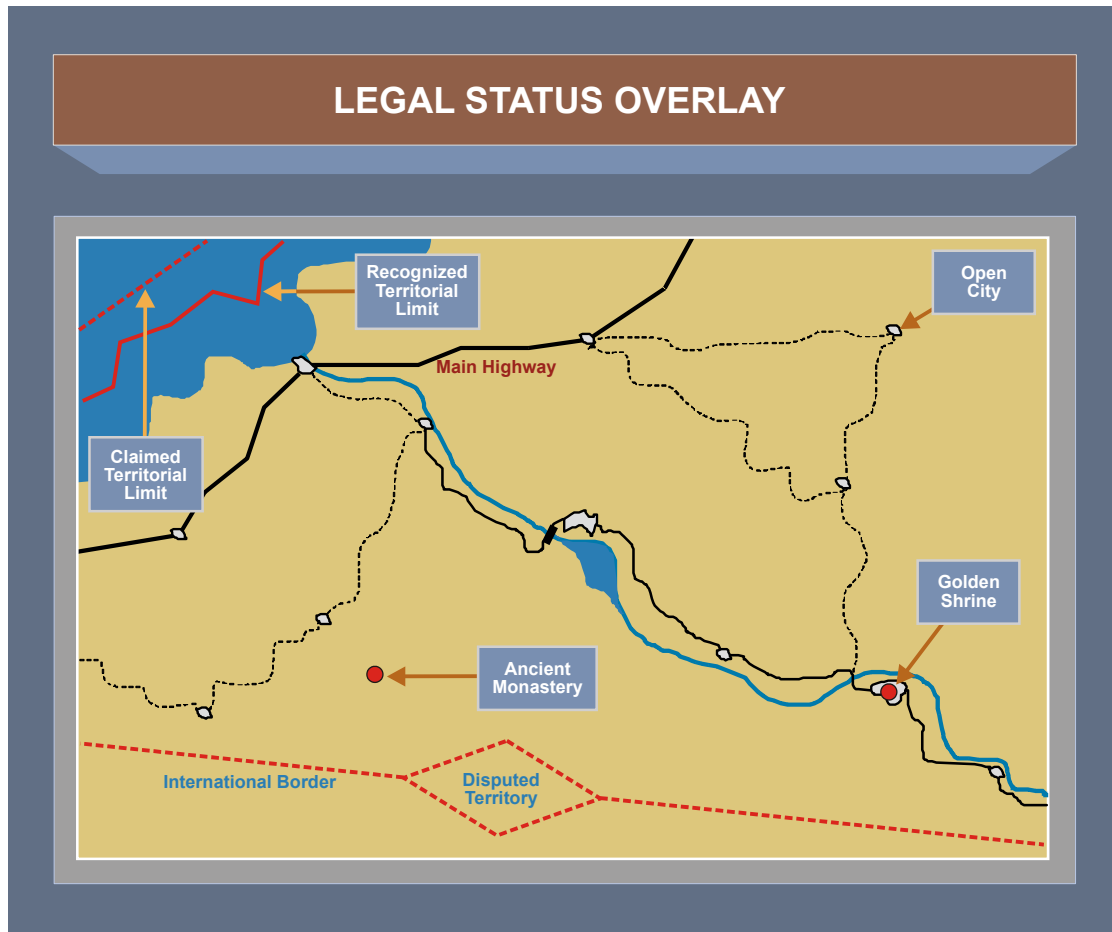 LEGAL STATUS OVERLAY
Recognized
Territorial
Limit
Open
City
Main Highway
Claimed
Territorial
Limit
Golden
Shrine
Ancient
Monastery
International Border
Disputed
Territory